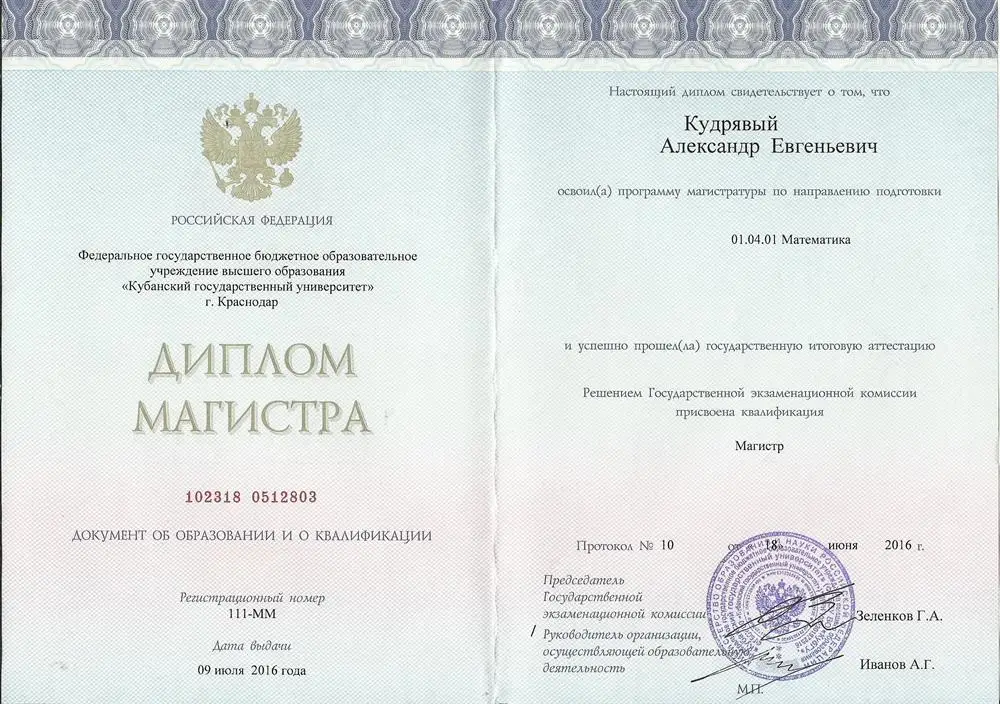 РОССИЙСКАЯ ФЕДЕРАЦИЯ
Федеральное государственное бюджетное образовательное
учреждение высшего образования
«Кубанский государственный университет»
г. Краснодар
ДИПЛОМ
МАГИСТРА
102318 0512803
ДОКУМЕНТ ОБ ОБРАЗОВАНИИ И О КВАЛИФИКАЦИИ
Регистрационный номер
111-ММ
Дата выдачи
09 июля 2016 года
Настоящий диплом свидетельствует о том, что
Кудрявый
Александр Евгеньевич
освоил(а) программу магистратуры по направлению подготовки
01.04.01 Математика
и успешно прошел(ла) государственную итоговую аттестацию
Решением Государственной экзаменационной комиссии
присвоена квалификация
Магистр
Протокол № 10 от « 18 » июня 2016 г.
Председатель
Государственной
экзаменационной комиссии Зеленков Г.А.
/ Руководитель организации,
осуществляющей образовательную
деятельность Иванов А.Г.
М.П.